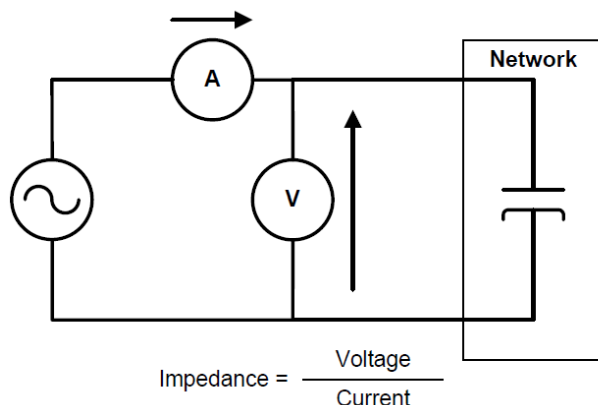 Network
A
V
Impedance = Voltage
Current